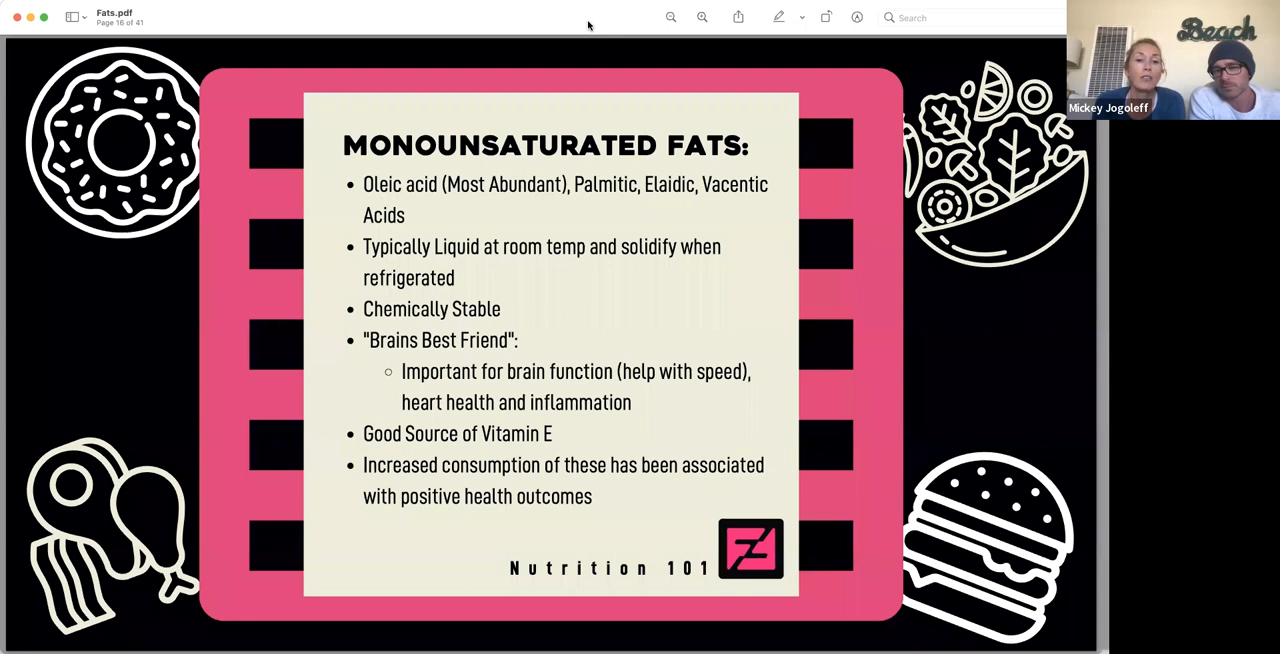 Fats.pdf
Page 16 of 41
Search
Beach
Mickey Jogoleff
MONOUNSATURATED FATS:
• Oleic acid (Most Abundant), Palmitic, Elaidic, Vacentic
Acids
• Typically Liquid at room temp and solidify when
refrigerated
• Chemically Stable
• "Brains Best Friend":
○ Important for brain function (help with speed),
heart health and inflammation
• Good Source of Vitamin E
• Increased consumption of these has been associated
with positive health outcomes
Nutrition 101